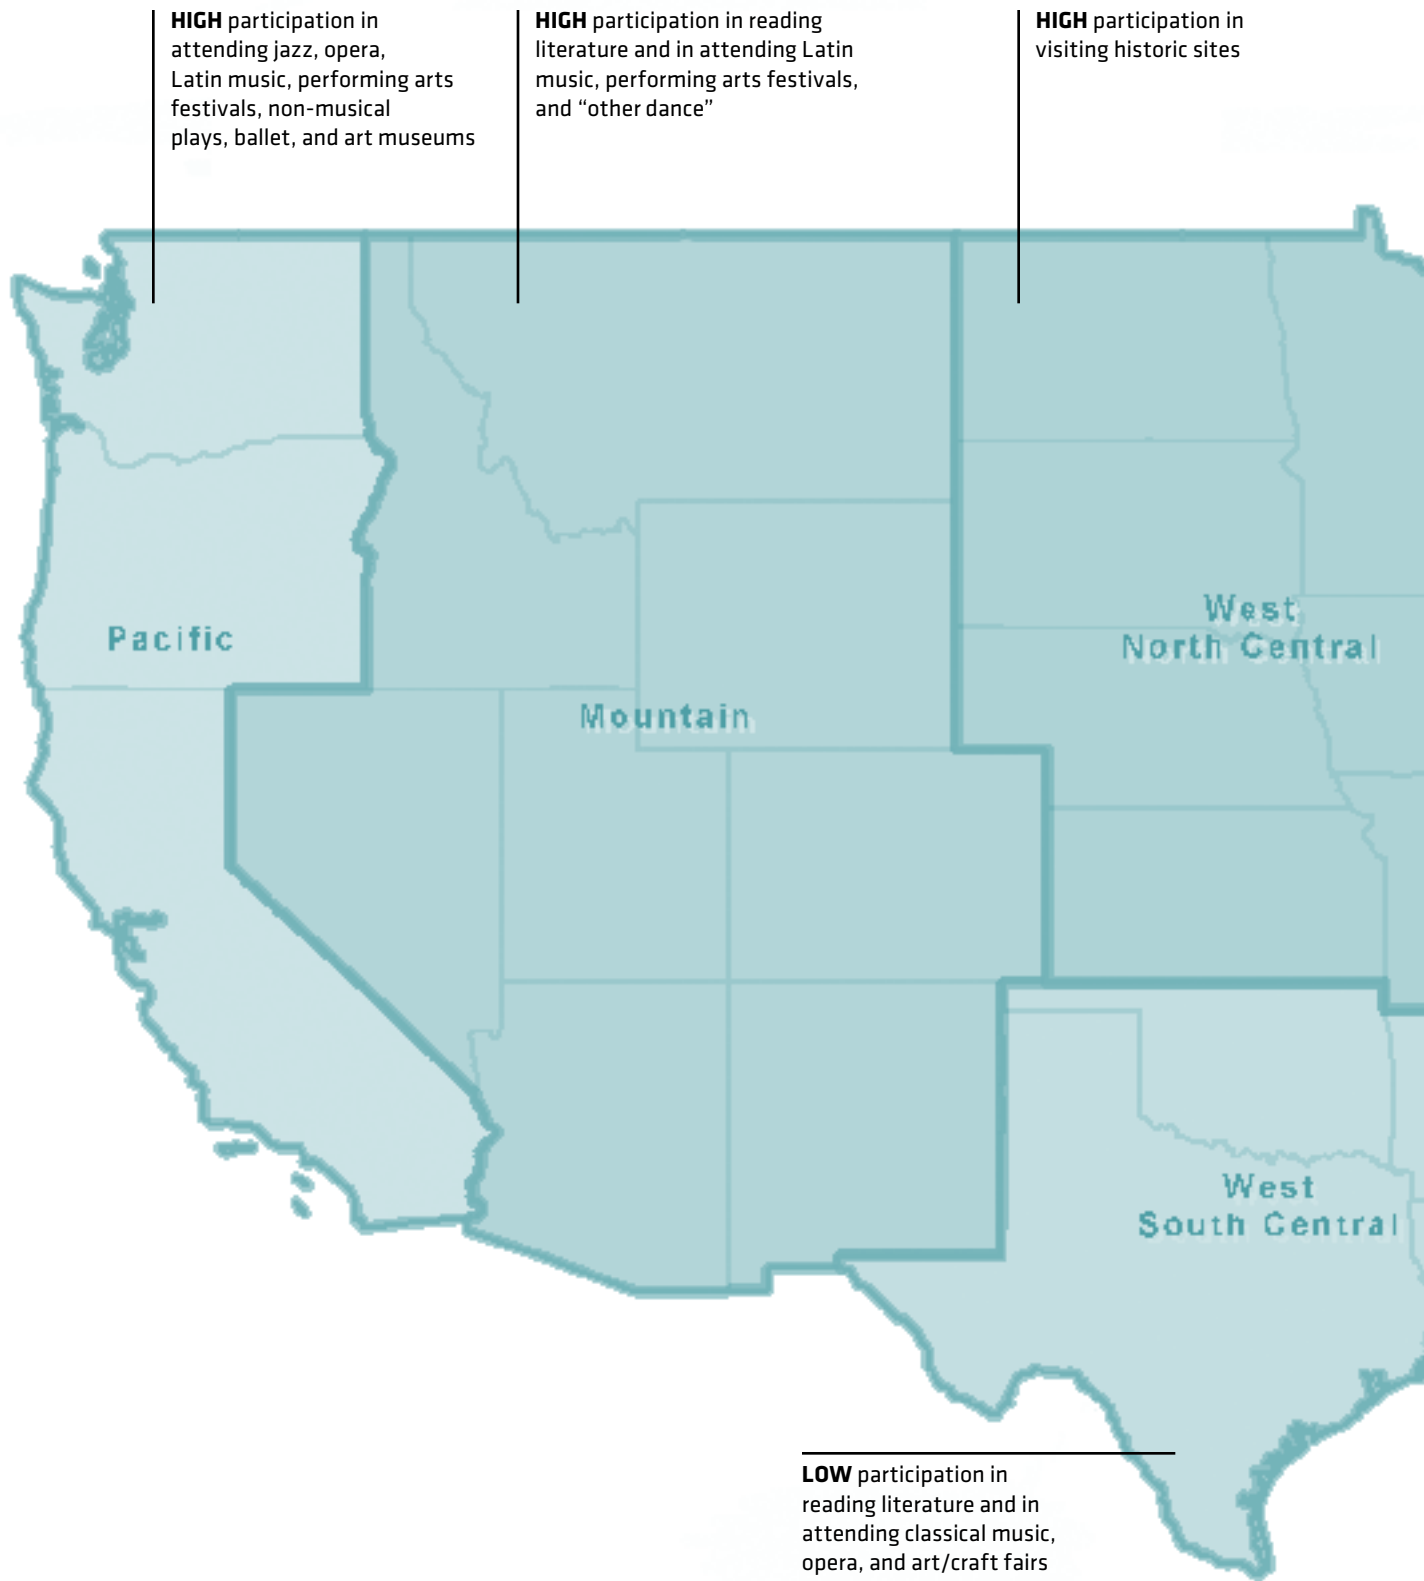 HIGH participation in
attending jazz, opera,
Latin music, performing arts
festivals, non-musical
plays, ballet, and art museums
HIGH participation in reading
literature and in attending Latin
music, performing arts festivals,
and “other dance”
HIGH participation in
visiting historic sites
Pacific
Mountain
West
North Central
West
South Central
LOW participation in
reading literature and in
attending classical music,
opera, and art/craft fairs